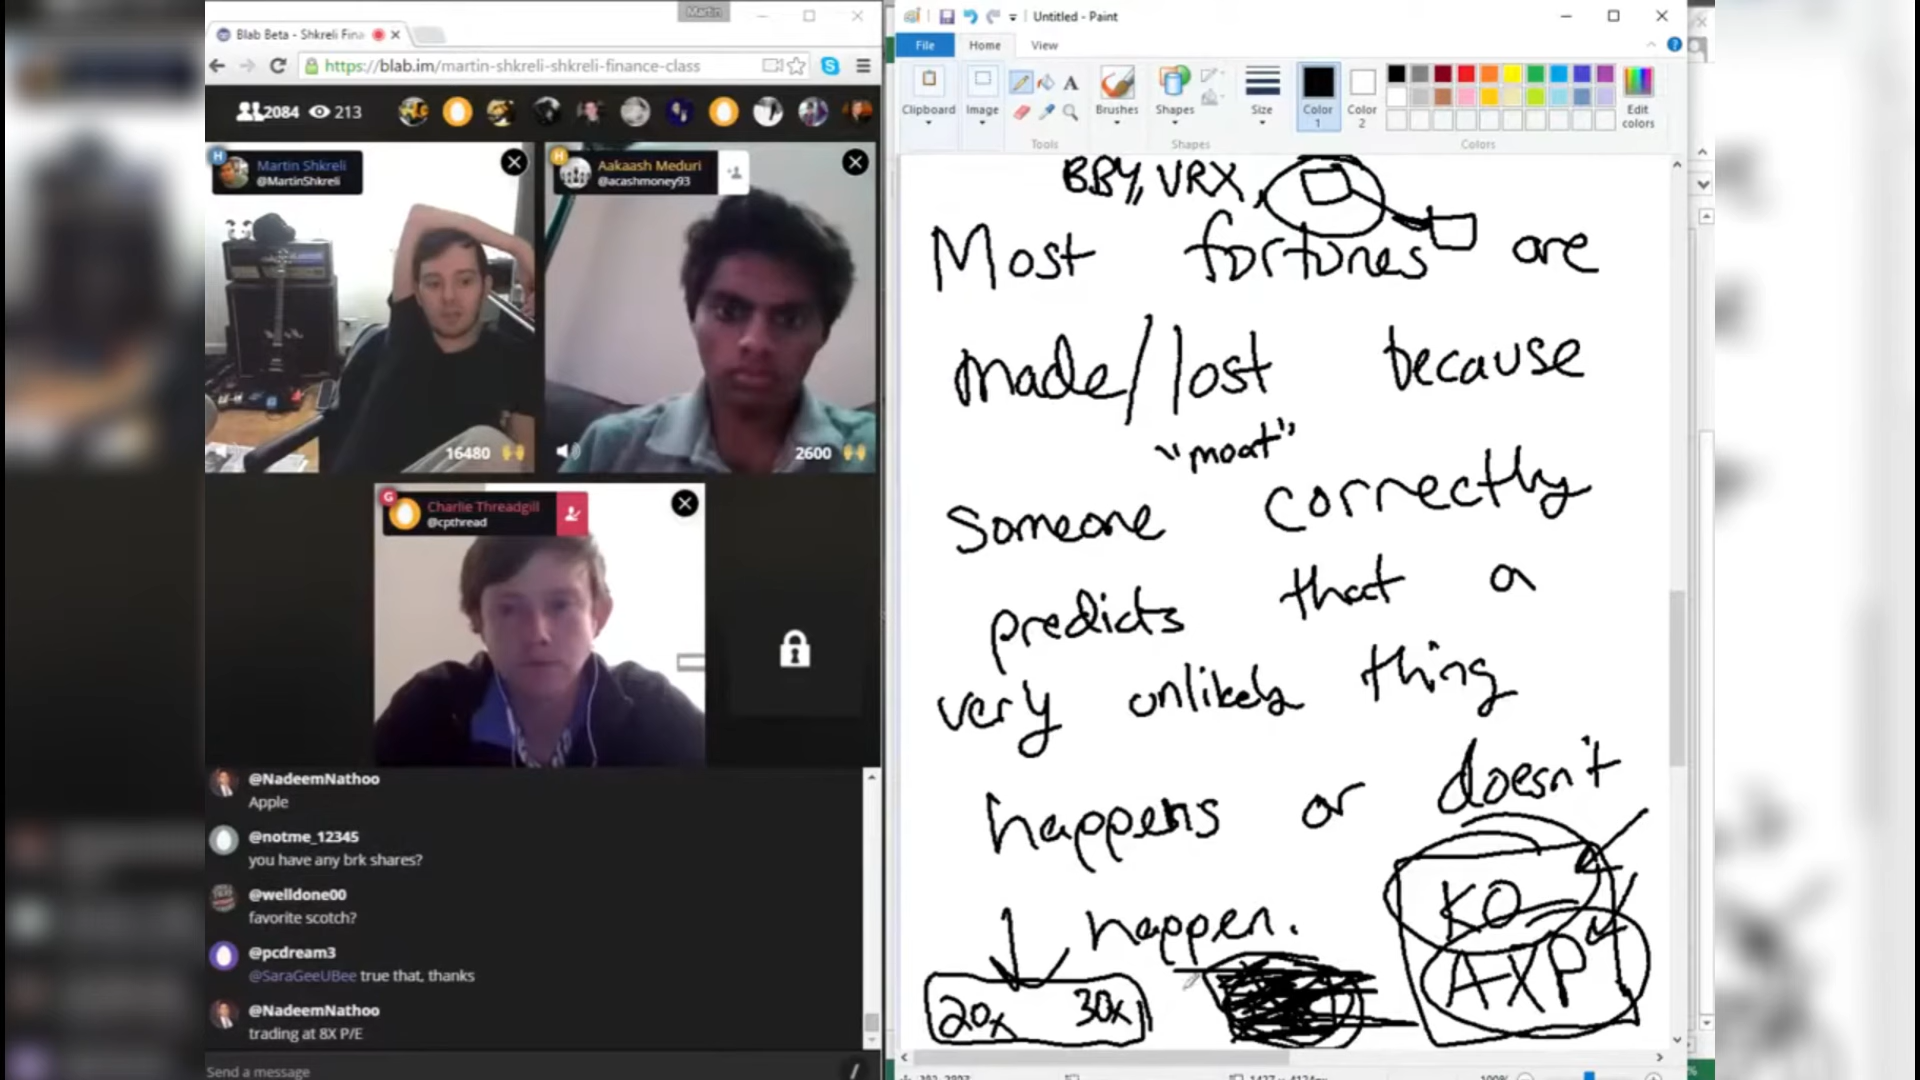 Martin
Blab Beta - Shkreli Fina
https://blab.im/martin-shkreli-shkreli-finance-class
2084 213
Martin Shkreli
@MartinShkreli
16480
Aakaash Meduri
@acashmoney93
2600
Charlie Threadgill
@cpthread
@NadeemNathoo
Apple
@notme_12345
you have any brk shares?
@welldone00
favorite scotch?
@pcdream3
@SaraGeeUBee true that, thanks
@NadeemNathoo
trading at 8X P/E
Send a message
Untitled - Paint
File Home View
Clipboard Image Tools Brushes Shapes Shapes Size Color 1 Color 2 Edit colors Colors
BBY, VRX,
Most fortunes are
made/lost because
"moat"
someone correctly
predicts that a
very unlikely thing
happens or doesn't
happen.
KO
AXP
20x 30x
100%